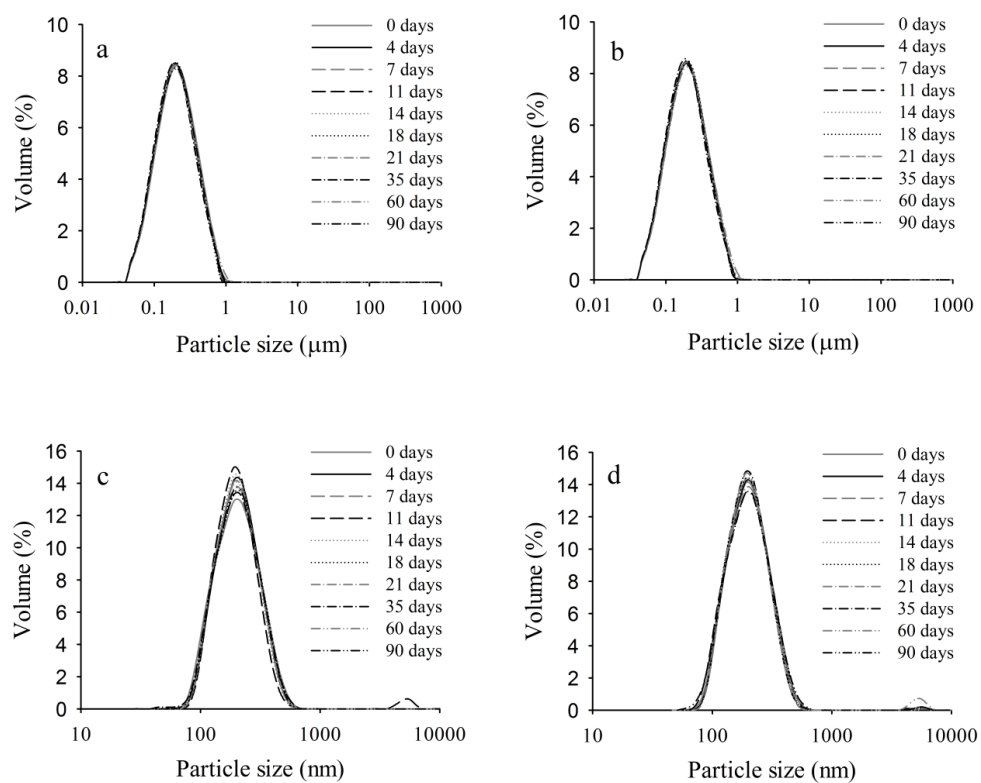 a
10
8
6
4
2
0
Volume (%)
0.01 0.1 1 10 100 1000
Particle size (μm)
0 days
4 days
7 days
11 days
14 days
18 days
21 days
35 days
60 days
90 days
b
10
8
6
4
2
0
Volume (%)
0.01 0.1 1 10 100 1000
Particle size (μm)
0 days
4 days
7 days
11 days
14 days
18 days
21 days
35 days
60 days
90 days
c
16
14
12
10
8
6
4
2
0
Volume (%)
10 100 1000 10000
Particle size (nm)
0 days
4 days
7 days
11 days
14 days
18 days
21 days
35 days
60 days
90 days
d
16
14
12
10
8
6
4
2
0
Volume (%)
10 100 1000 10000
Particle size (nm)
0 days
4 days
7 days
11 days
14 days
18 days
21 days
35 days
60 days
90 days